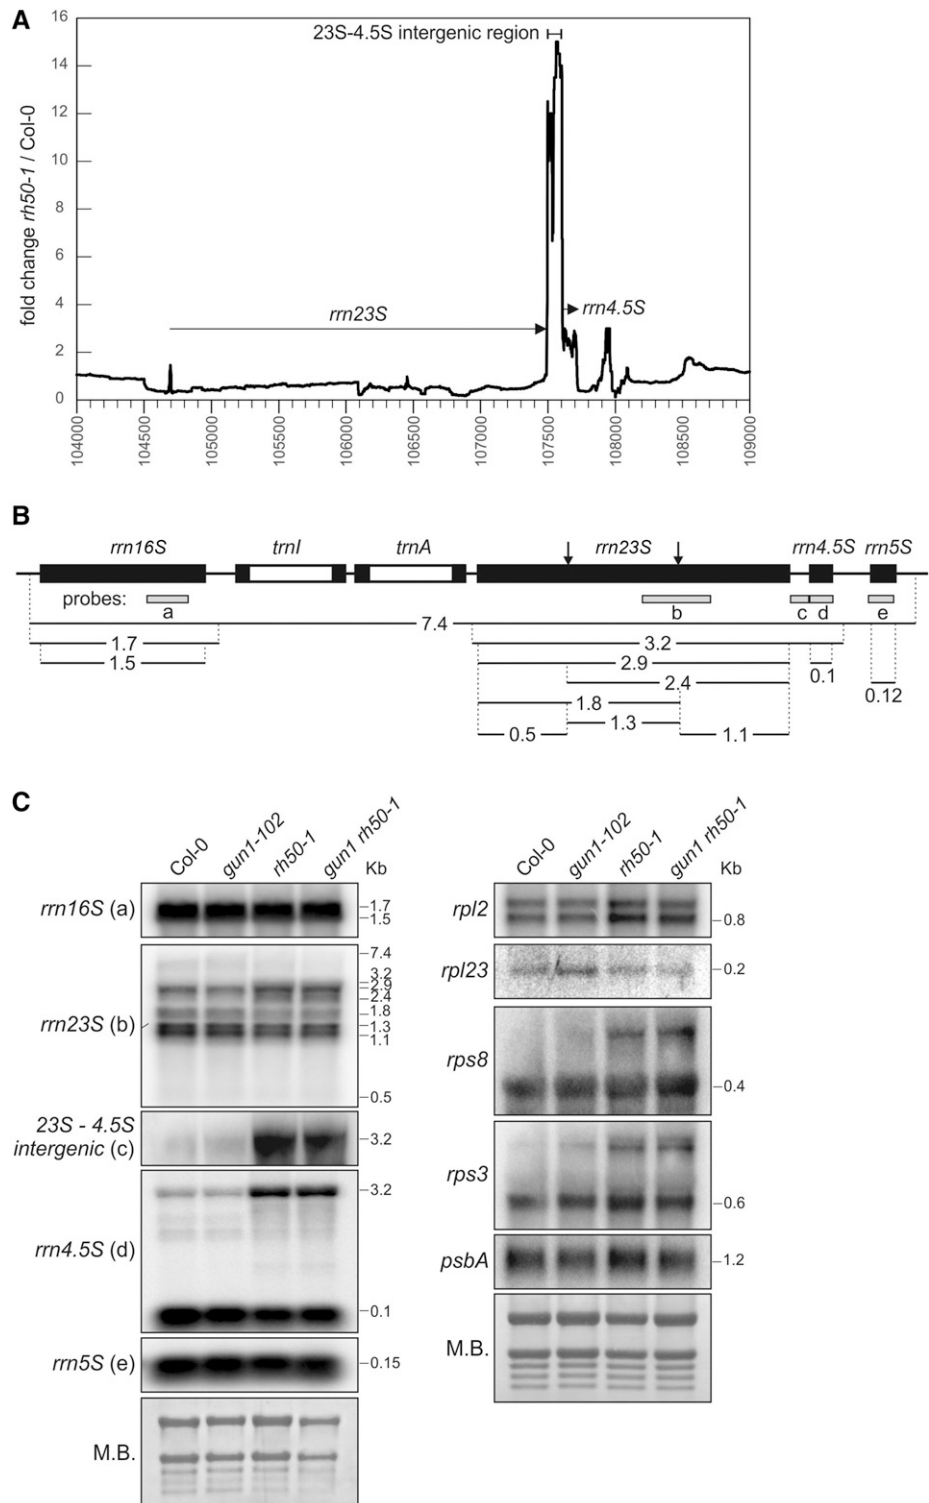 A
16
14
12
10
8
6
4
2
0
fold change rh50-1 / Col-0
23S-4.5S intergenic region
rrn23S
rrn4.5S
104000
104500
105000
105500
106000
106500
107000
107500
108000
108500
109000
B
rrn16S trnI trnA rrn23S rrn4.5S rrn5S
probes: a b c d e
7.4
1.7 3.2
1.5 2.9 0.1
2.4 0.12
1.8
1.3
0.5 1.1
C
Col-0 gun1-102 rh50-1 gun1 rh50-1 Kb
rrn16S (a)
1.7
1.5
rrn23S (b)
7.4
3.2
2.9
2.4
1.8
1.3
1.1
0.5
23S - 4.5S
intergenic (c)
3.2
rrn4.5S (d)
3.2
0.1
rrn5S (e)
0.15
M.B.
Col-0 gun1-102 rh50-1 gun1 rh50-1 Kb
rpl2
0.8
rpl23
0.2
rps8
0.4
rps3
0.6
psbA
1.2
M.B.